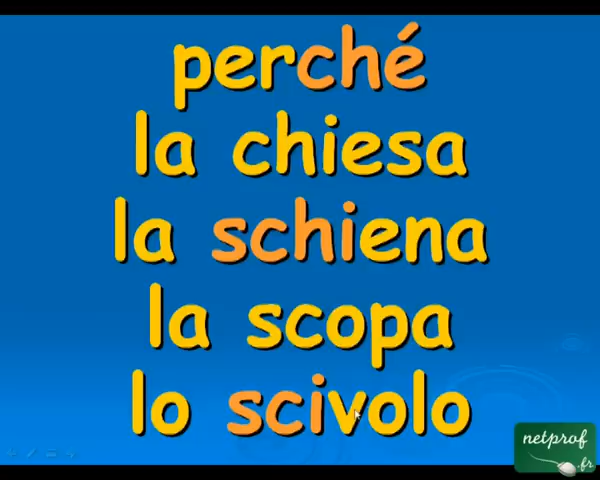 perché
la chiesa
la schiena
la scopa
lo scivolo
netprof
.fr